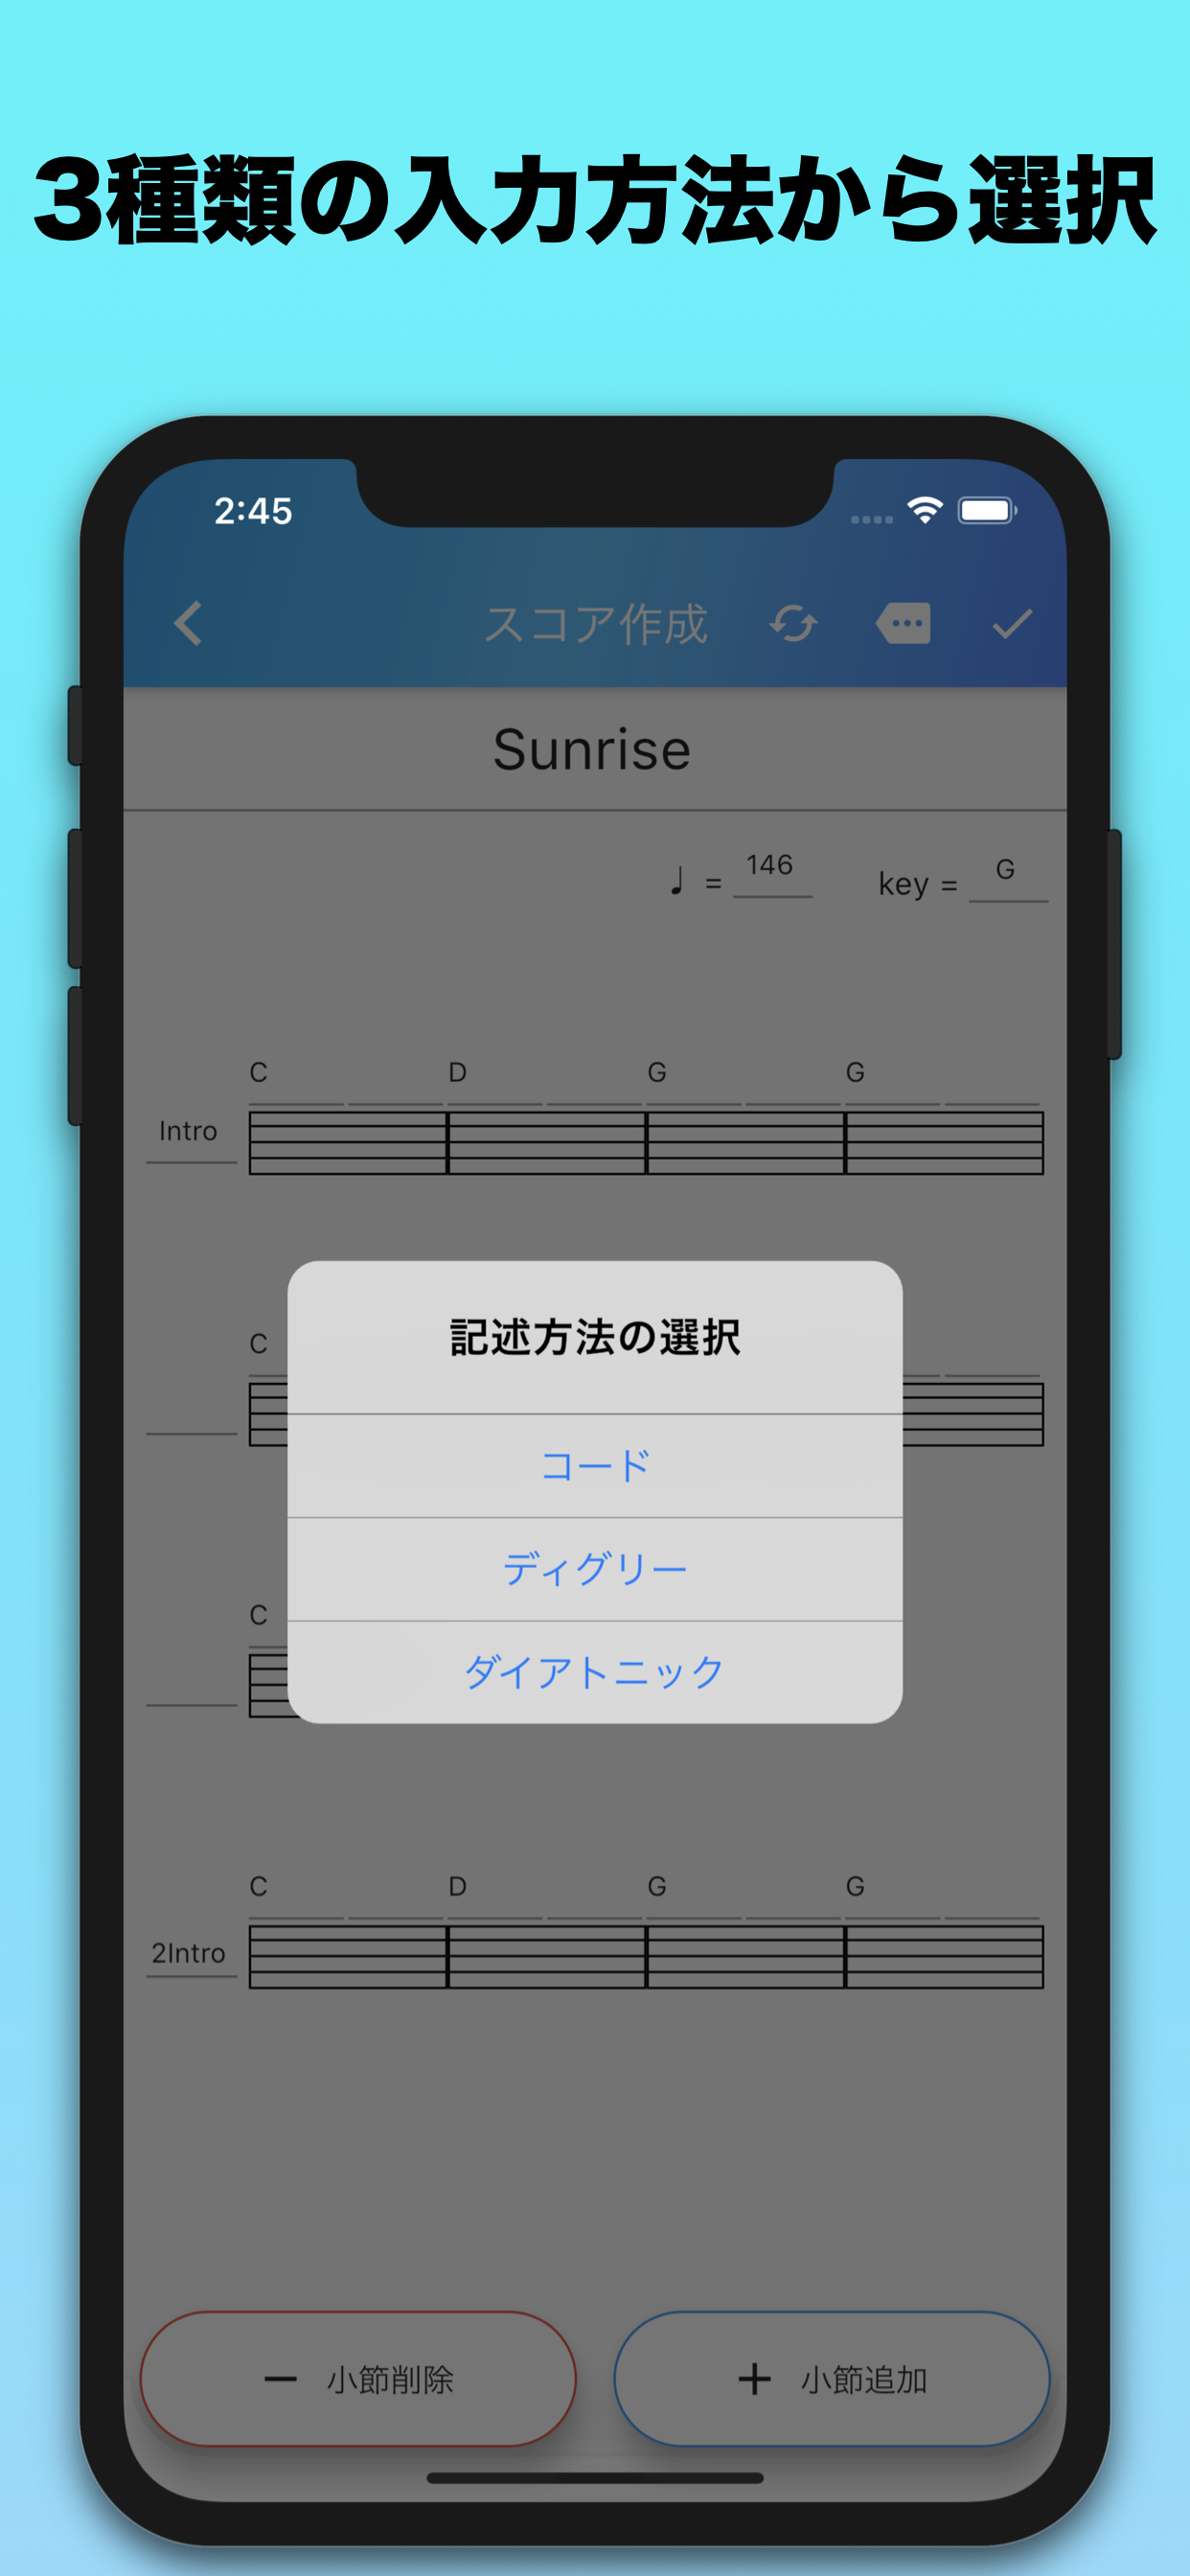 3種類の入力方法から選択
2:45
スコア作成
Sunrise
♩ = 146 key = G
C D G G
Intro
C
記述方法の選択
コード
ディグリー
C
ダイアトニック
C D G G
2Intro
小節削除
小節追加